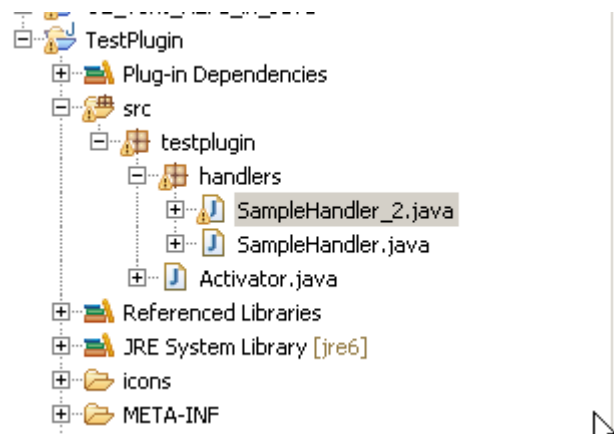 TestPlugin
Plug-in Dependencies
src
testplugin
handlers
SampleHandler_2.java
SampleHandler.java
Activator.java
Referenced Libraries
JRE System Library [jre6]
icons
META-INF